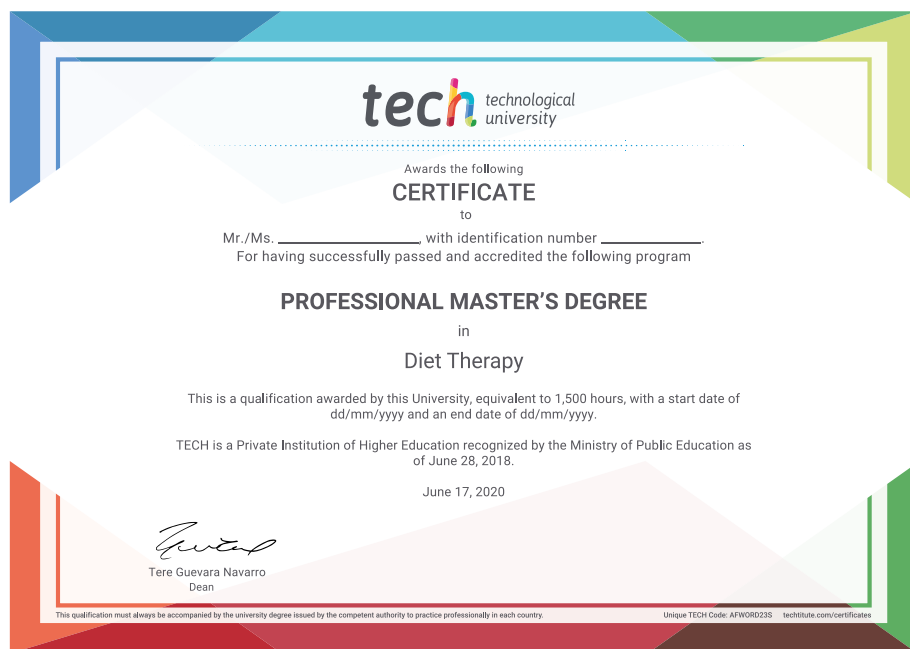 tech technological
university
Awards the following
CERTIFICATE
to
Mr./Ms. ____________________, with identification number ______________.
For having successfully passed and accredited the following program
PROFESSIONAL MASTER'S DEGREE
in
Diet Therapy
This is a qualification awarded by this University, equivalent to 1,500 hours, with a start date of
dd/mm/yyyy and an end date of dd/mm/yyyy.
TECH is a Private Institution of Higher Education recognized by the Ministry of Public Education as
of June 28, 2018.
June 17, 2020
Tere Guevara Navarro
Dean
This qualification must always be accompanied by the university degree issued by the competent authority to practice professionally in each country.
Unique TECH Code: AFWORD23S techtitute.com/certificates